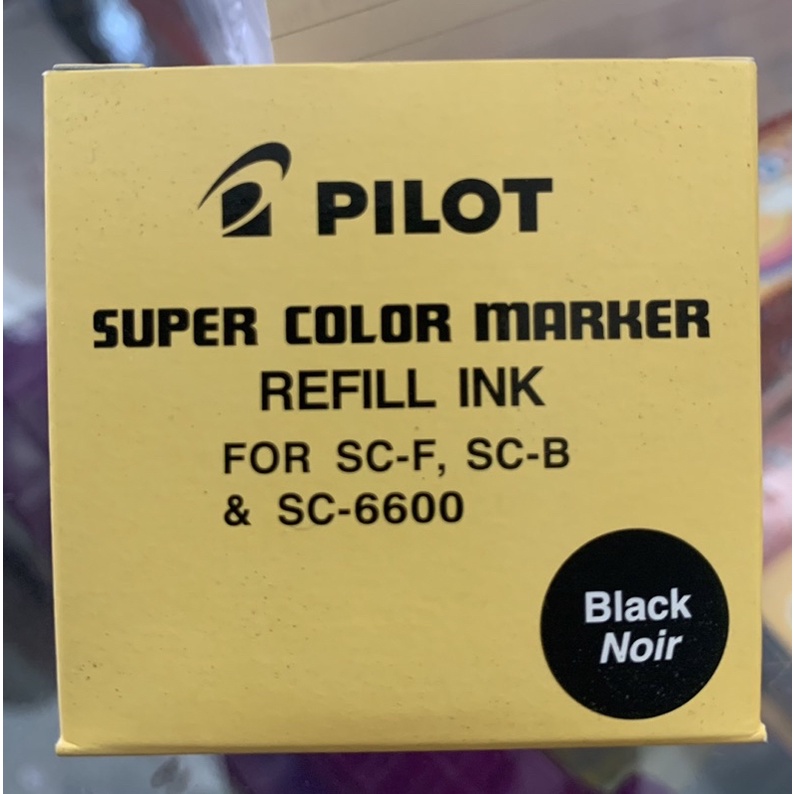 PILOT
SUPER COLOR MARKER
REFILL INK
FOR SC-F, SC-B
& SC-6600
Black
Noir